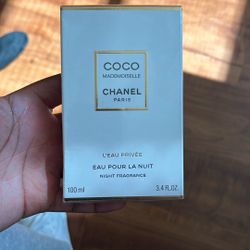 COCO
MADEMOISELLE
CHANEL
PARIS
L'EAU PRIVÉE
EAU POUR LA NUIT
NIGHT FRAGRANCE
100 ml 3.4 FL.OZ.